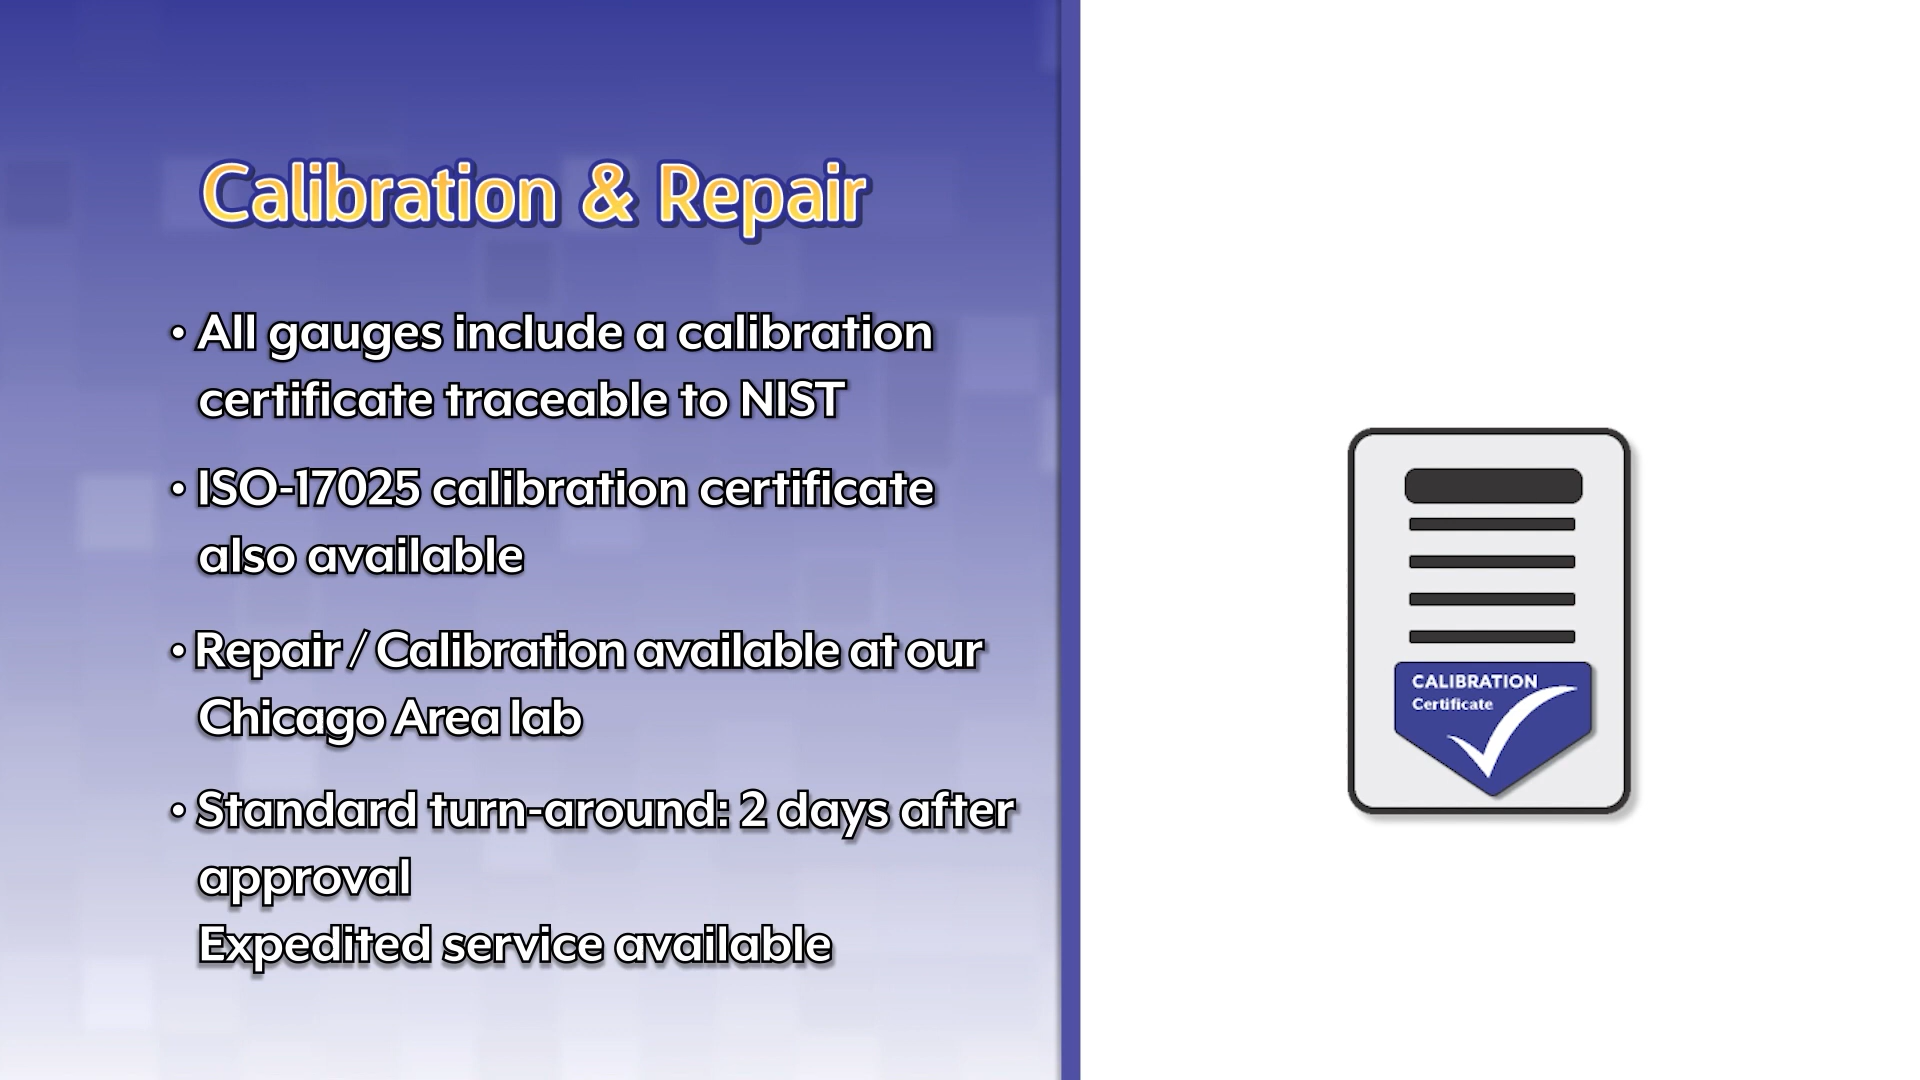 Calibration & Repair
• All gauges include a calibration
certificate traceable to NIST
• ISO-17025 calibration certificate
also available
• Repair / Calibration available at our
Chicago Area lab
• Standard turn-around: 2 days after
approval
Expedited service available
CALIBRATION
Certificate